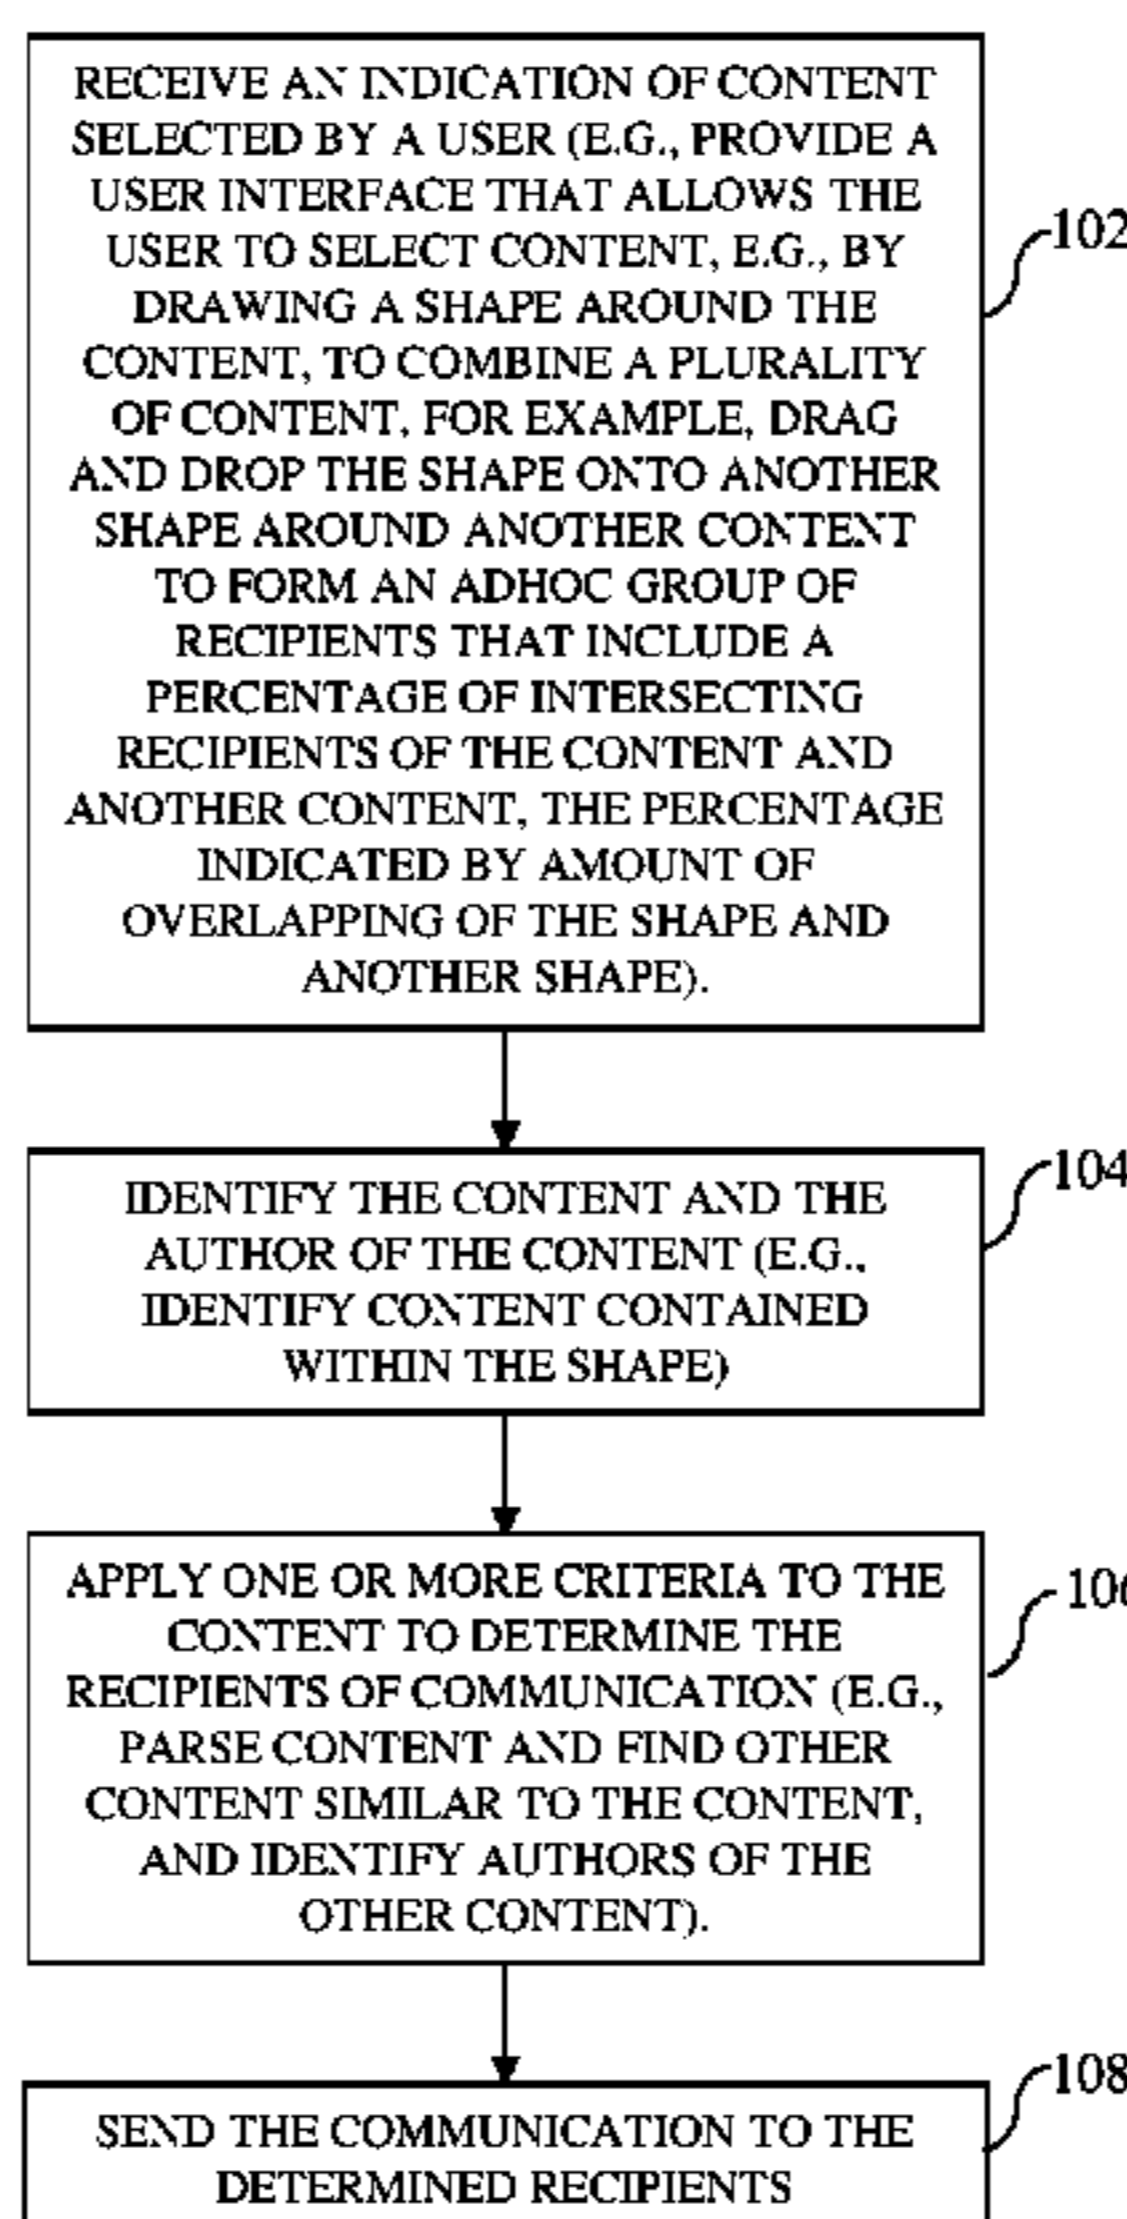 RECEIVE AN INDICATION OF CONTENT
SELECTED BY A USER (E.G., PROVIDE A
USER INTERFACE THAT ALLOWS THE
USER TO SELECT CONTENT, E.G., BY
DRAWING A SHAPE AROUND THE
CONTENT, TO COMBINE A PLURALITY
OF CONTENT, FOR EXAMPLE, DRAG
AND DROP THE SHAPE ONTO ANOTHER
SHAPE AROUND ANOTHER CONTENT
TO FORM AN ADHOC GROUP OF
RECIPIENTS THAT INCLUDE A
PERCENTAGE OF INTERSECTING
RECIPIENTS OF THE CONTENT AND
ANOTHER CONTENT, THE PERCENTAGE
INDICATED BY AMOUNT OF
OVERLAPPING OF THE SHAPE AND
ANOTHER SHAPE).
102
IDENTIFY THE CONTENT AND THE
AUTHOR OF THE CONTENT (E.G.,
IDENTIFY CONTENT CONTAINED
WITHIN THE SHAPE)
104
APPLY ONE OR MORE CRITERIA TO THE
CONTENT TO DETERMINE THE
RECIPIENTS OF COMMUNICATION (E.G.,
PARSE CONTENT AND FIND OTHER
CONTENT SIMILAR TO THE CONTENT,
AND IDENTIFY AUTHORS OF THE
OTHER CONTENT).
106
SEND THE COMMUNICATION TO THE
DETERMINED RECIPIENTS
108